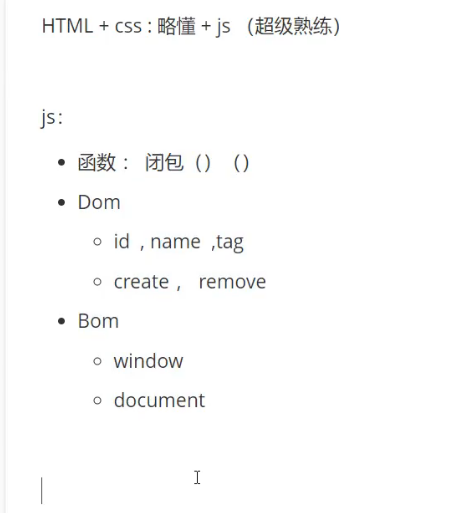 HTML + css : 略懂 + js （超级熟练）
js：
函数： 闭包（）（）
Dom
id , name ,tag
create ， remove
Bom
window
document